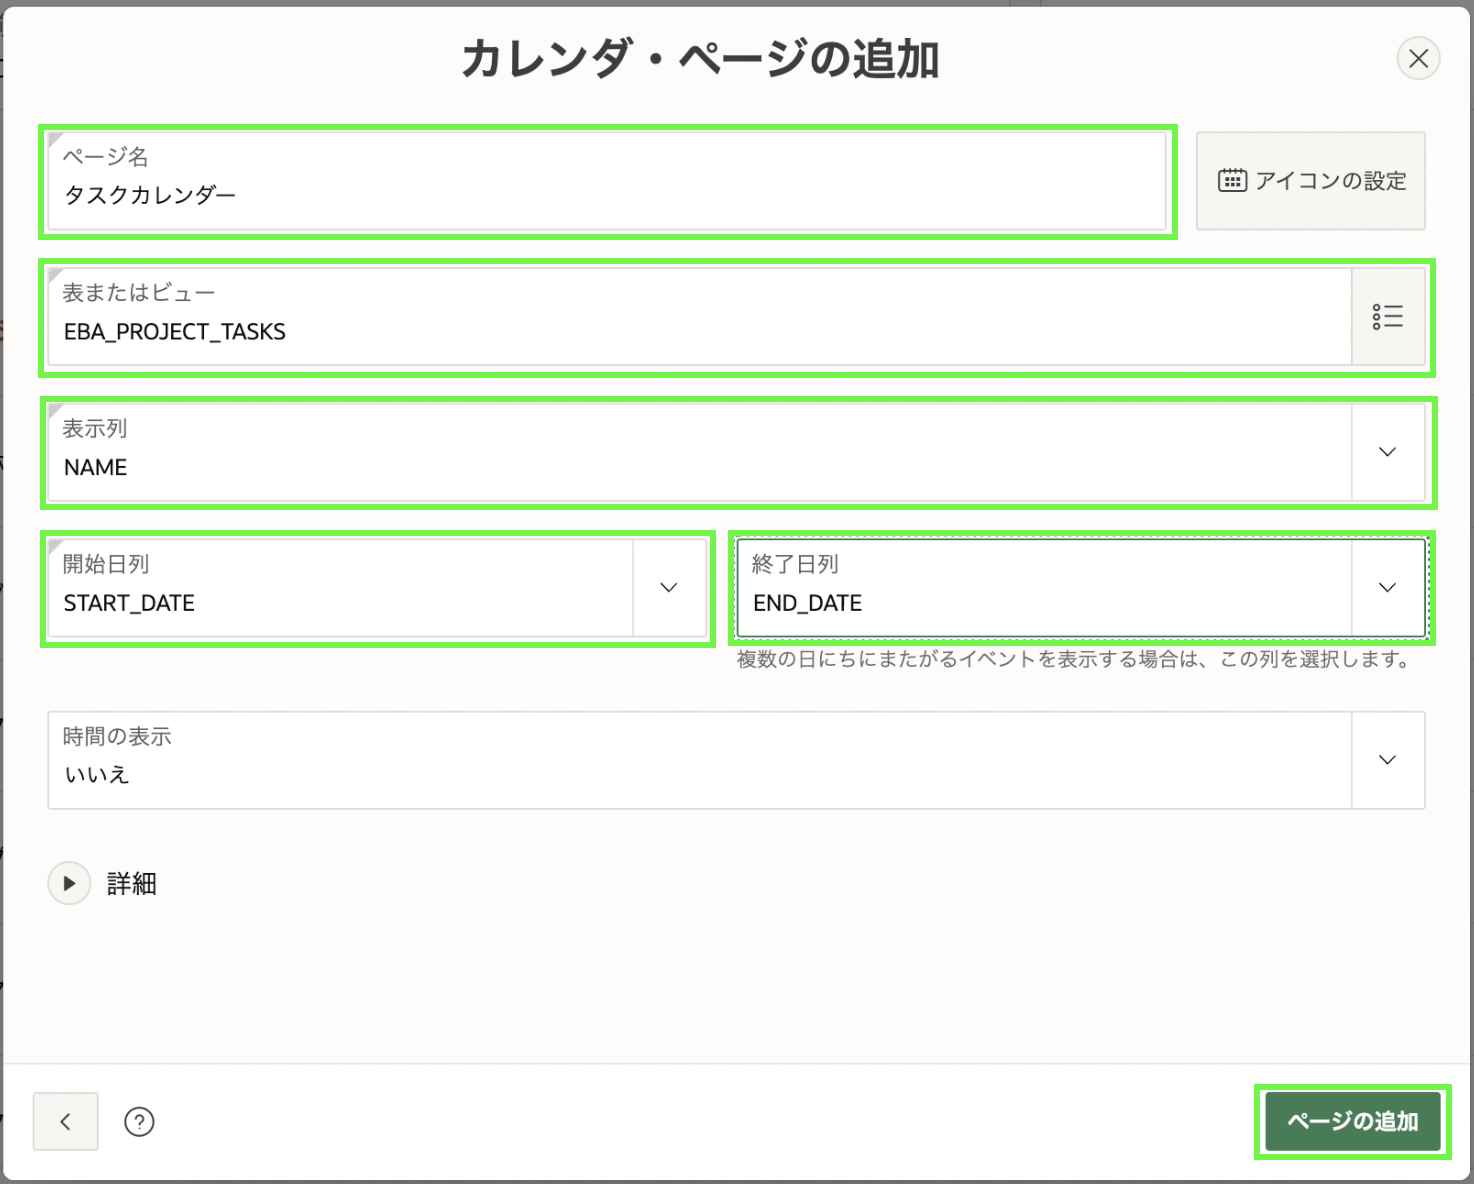 カレンダ・ページの追加
ページ名
タスクカレンダー
アイコンの設定
表またはビュー
EBA_PROJECT_TASKS
表示列
NAME
開始日列
START_DATE
終了日列
END_DATE
複数の日にちにまたがるイベントを表示する場合は、この列を選択します。
時間の表示
いいえ
詳細
ページの追加